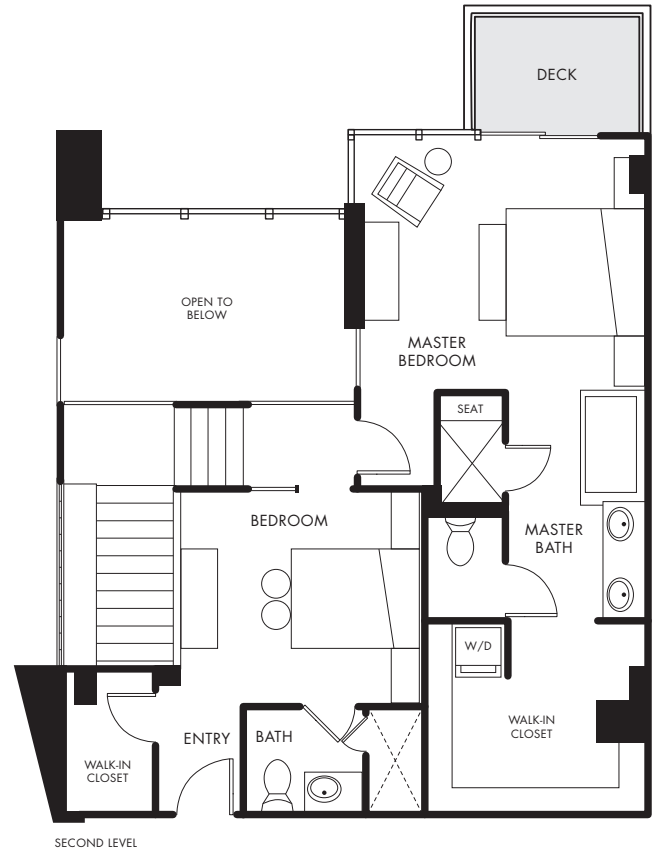 DECK
OPEN TO
BELOW
MASTER
BEDROOM
SEAT
BEDROOM
MASTER
BATH
W/D
WALK-IN
CLOSET
ENTRY
BATH
WALK-IN
CLOSET
SECOND LEVEL